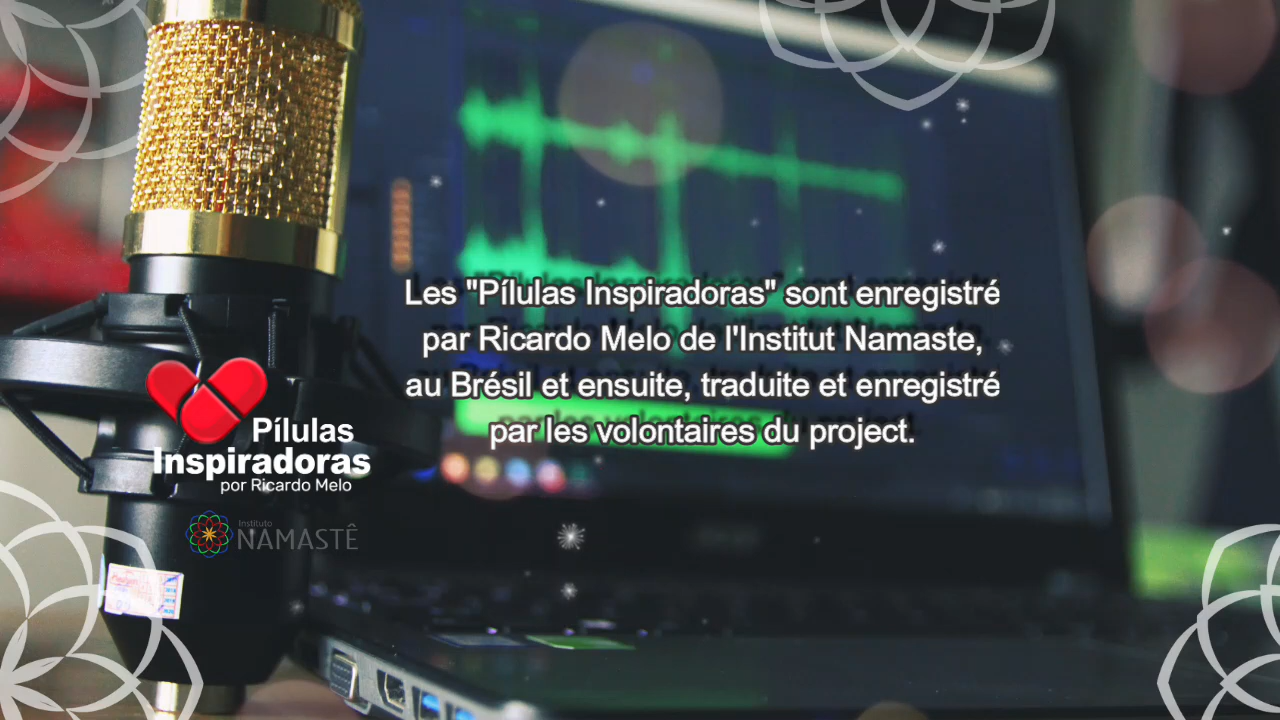 Les "Pílulas Inspiradoras" sont enregistré
par Ricardo Melo de l'Institut Namaste,
au Brésil et ensuite, traduite et enregistré
par les volontaires du project.
Pílulas
Inspiradoras
por Ricardo Melo
Instituto
NAMASTÊ